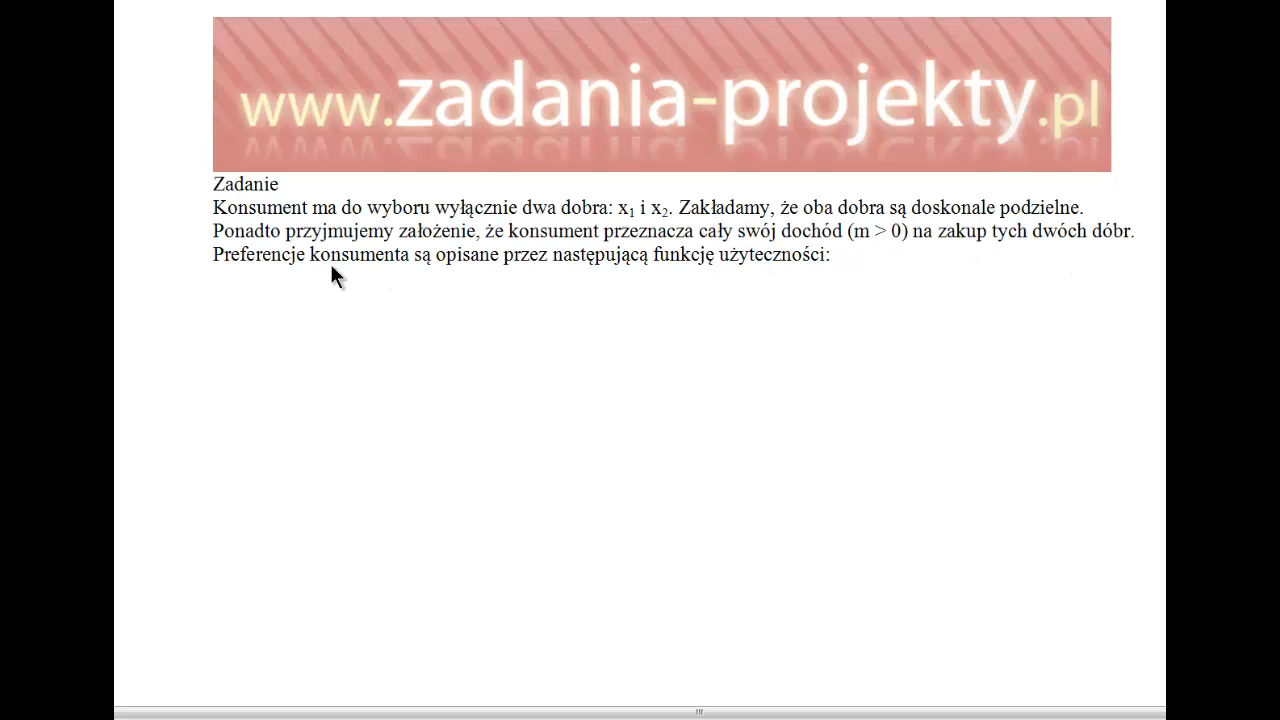 www.zadania-projekty.pl
Zadanie
Konsument ma do wyboru wyłącznie dwa dobra: x₁ i x₂. Zakładamy, że oba dobra są doskonale podzielne.
Ponadto przyjmujemy założenie, że konsument przeznacza cały swój dochód (m > 0) na zakup tych dwóch dóbr.
Preferencje konsumenta są opisane przez następującą funkcję użyteczności: